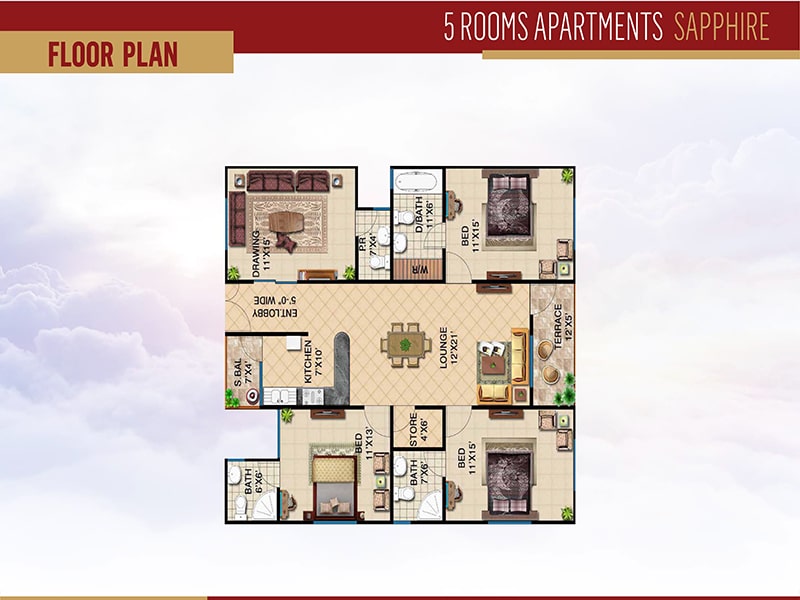 5 ROOMS APARTMENTS SAPPHIRE
FLOOR PLAN
DRAWING
11'X15'
P.R
7'X4'
D/BATH
11'X6'
W/R
BED
11'X15'
ENT.LOBBY
5'-0" WIDE
S.BAL
7'X4'
KITCHEN
7'X10'
LOUNGE
12'X21'
TERRACE
12'X5'
BATH
6'X6'
BED
11'X13'
STORE
4'X6'
BATH
7'X6'
BED
11'X15'